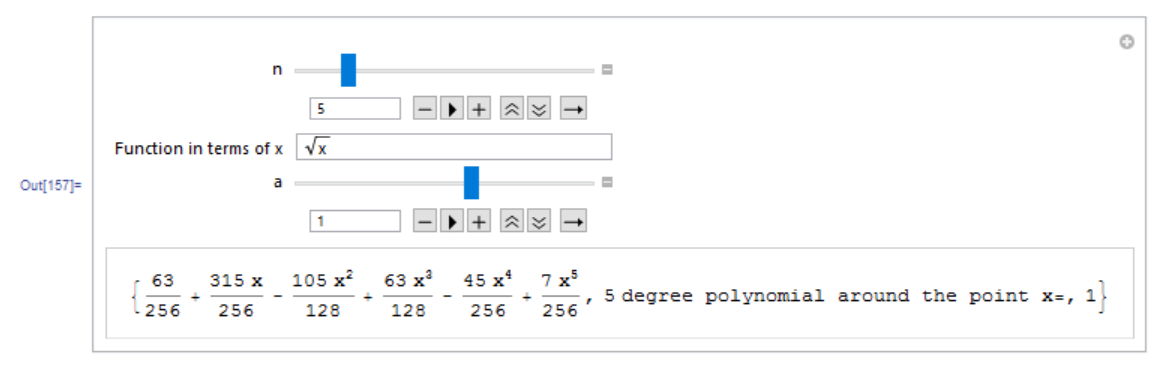 n
5
Function in terms of x √x
Out[157]= a
1
{63/256 + 315 x/256 - 105 x²/128 + 63 x³/128 - 45 x⁴/256 + 7 x⁵/256, 5 degree polynomial around the point x=, 1}